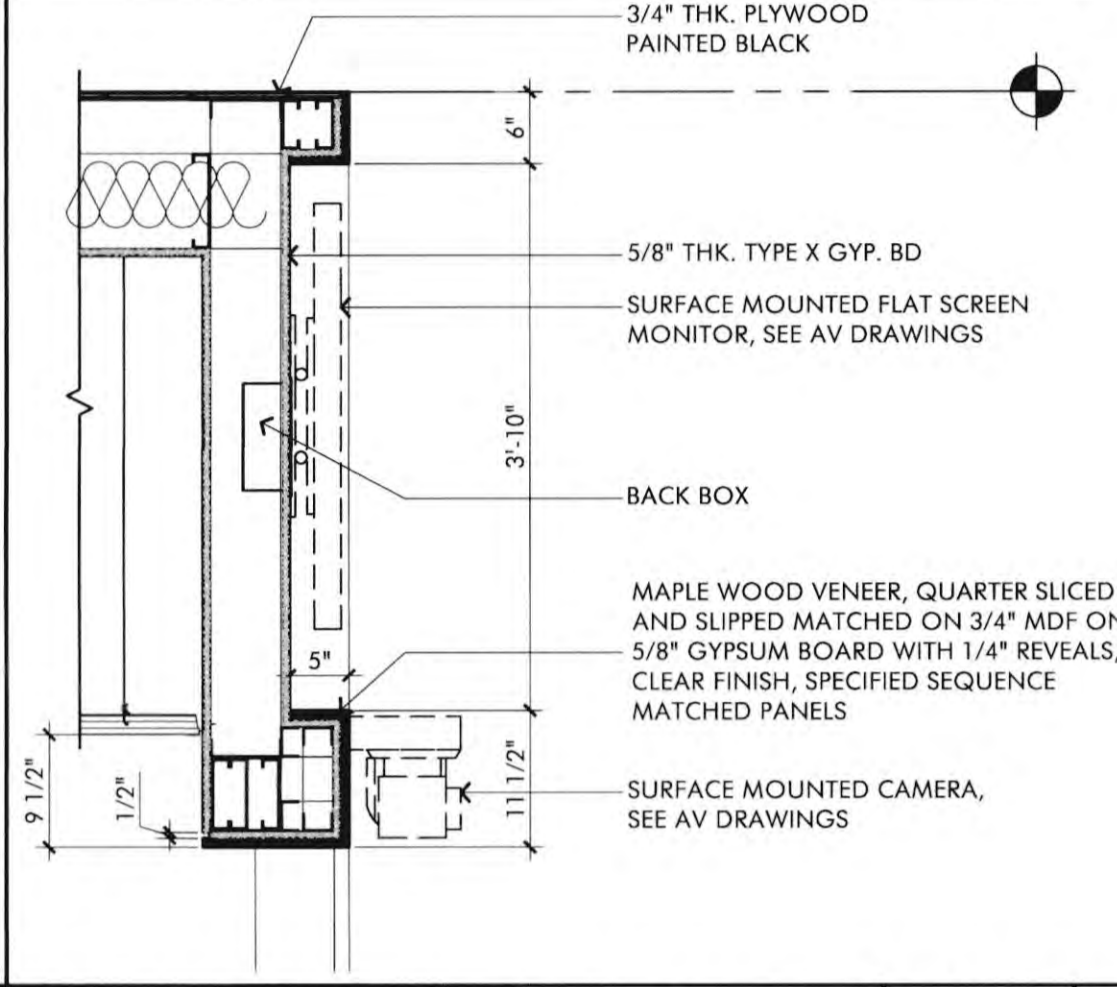 3/4" THK. PLYWOOD
PAINTED BLACK
6"
5/8" THK. TYPE X GYP. BD
SURFACE MOUNTED FLAT SCREEN
MONITOR, SEE AV DRAWINGS
3'-10"
BACK BOX
MAPLE WOOD VENEER, QUARTER SLICED
AND SLIPPED MATCHED ON 3/4" MDF ON
5/8" GYPSUM BOARD WITH 1/4" REVEALS,
CLEAR FINISH, SPECIFIED SEQUENCE
MATCHED PANELS
5"
9 1/2"
1/2"
11 1/2"
SURFACE MOUNTED CAMERA,
SEE AV DRAWINGS